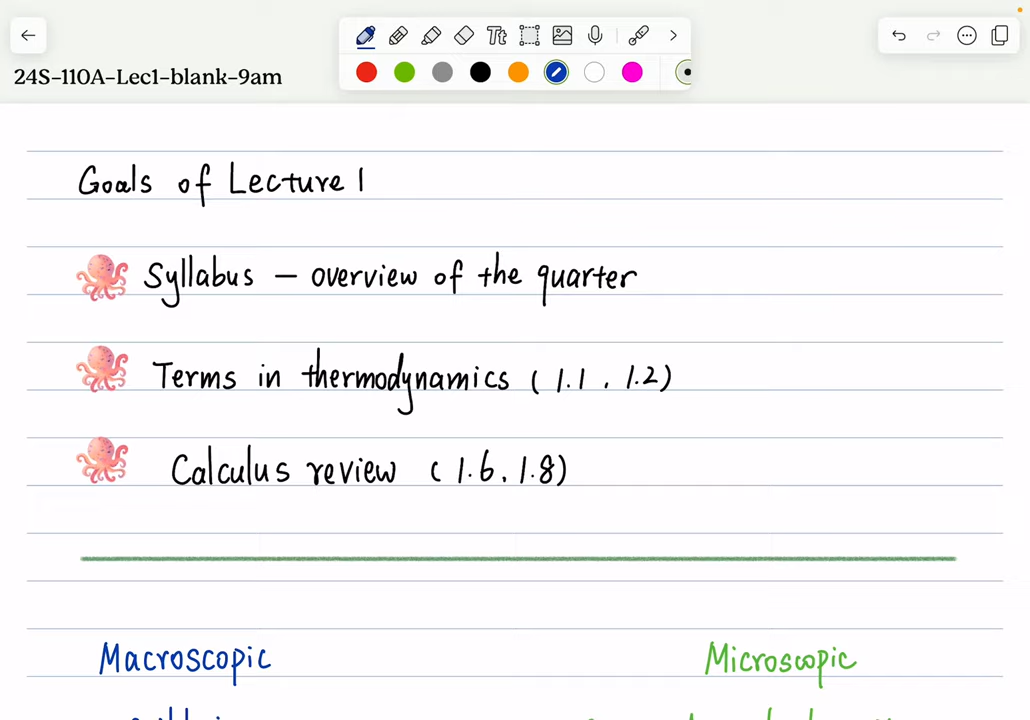 24S-110A-Lec1-blank-9am
Tt
Goals of Lecture 1
Syllabus — overview of the quarter
Terms in thermodynamics ( 1.1 , 1.2 )
Calculus review ( 1.6 , 1.8 )
Macroscopic Microscopic